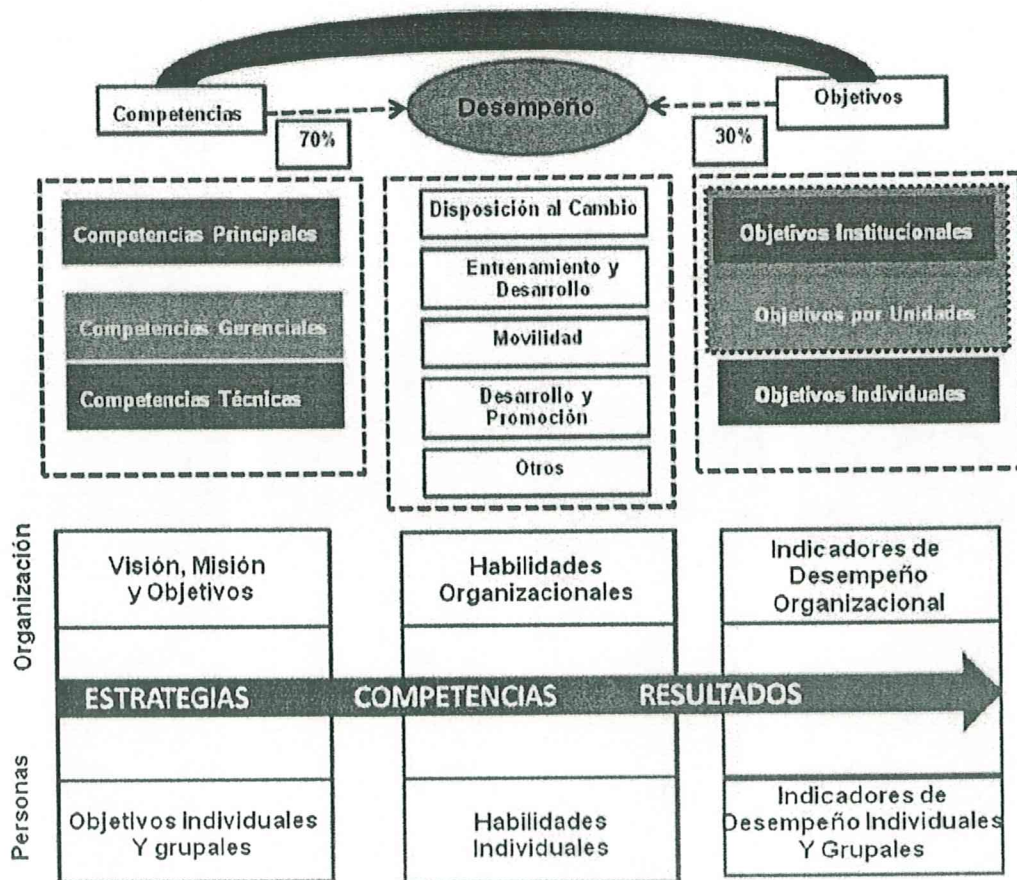 Competencias
Desempeño
Objetivos
70%
30%
Competencias Principales
Competencias Gerenciales
Competencias Técnicas
Disposición al Cambio
Entrenamiento y
Desarrollo
Movilidad
Desarrollo y
Promoción
Otros
Objetivos Institucionales
Objetivos por Unidades
Objetivos Individuales
Organización
Visión, Misión
y Objetivos
Habilidades
Organizacionales
Indicadores de
Desempeño
Organizacional
ESTRATEGIAS
COMPETENCIAS
RESULTADOS
Personas
Objetivos Individuales
Y grupales
Habilidades
Individuales
Indicadores de
Desempeño Individuales
Y Grupales